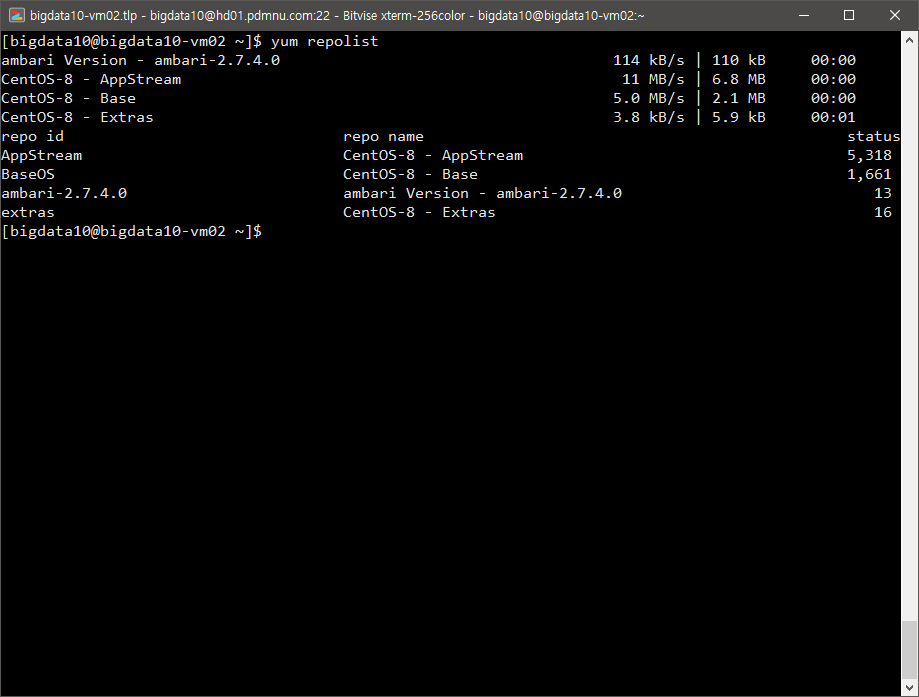 bigdata10-vm02.tlp - bigdata10@hd01.pdmnu.com:22 - Bitvise xterm-256color - bigdata10@bigdata10-vm02:~
[bigdata10@bigdata10-vm02 ~]$ yum repolist
ambari Version - ambari-2.7.4.0 114 kB/s | 110 kB 00:00
CentOS-8 - AppStream 11 MB/s | 6.8 MB 00:00
CentOS-8 - Base 5.0 MB/s | 2.1 MB 00:00
CentOS-8 - Extras 3.8 kB/s | 5.9 kB 00:01
repo id repo name status
AppStream CentOS-8 - AppStream 5,318
BaseOS CentOS-8 - Base 1,661
ambari-2.7.4.0 ambari Version - ambari-2.7.4.0 13
extras CentOS-8 - Extras 16
[bigdata10@bigdata10-vm02 ~]$